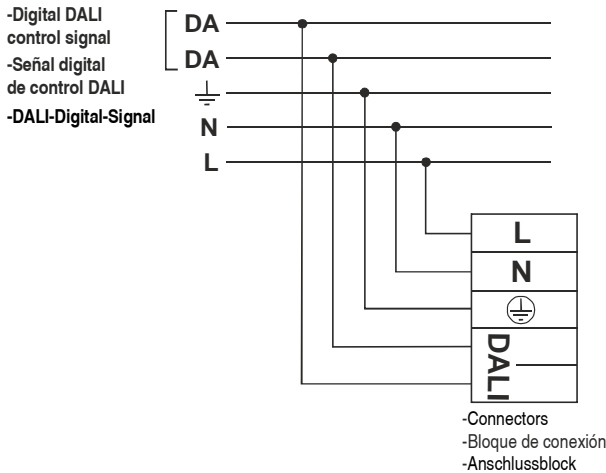 -Digital DALI
control signal
-Señal digital
de control DALI
-DALI-Digital-Signal
DA
DA
N
L
L
N
DALI
-Connectors
-Bloque de conexión
-Anschlussblock